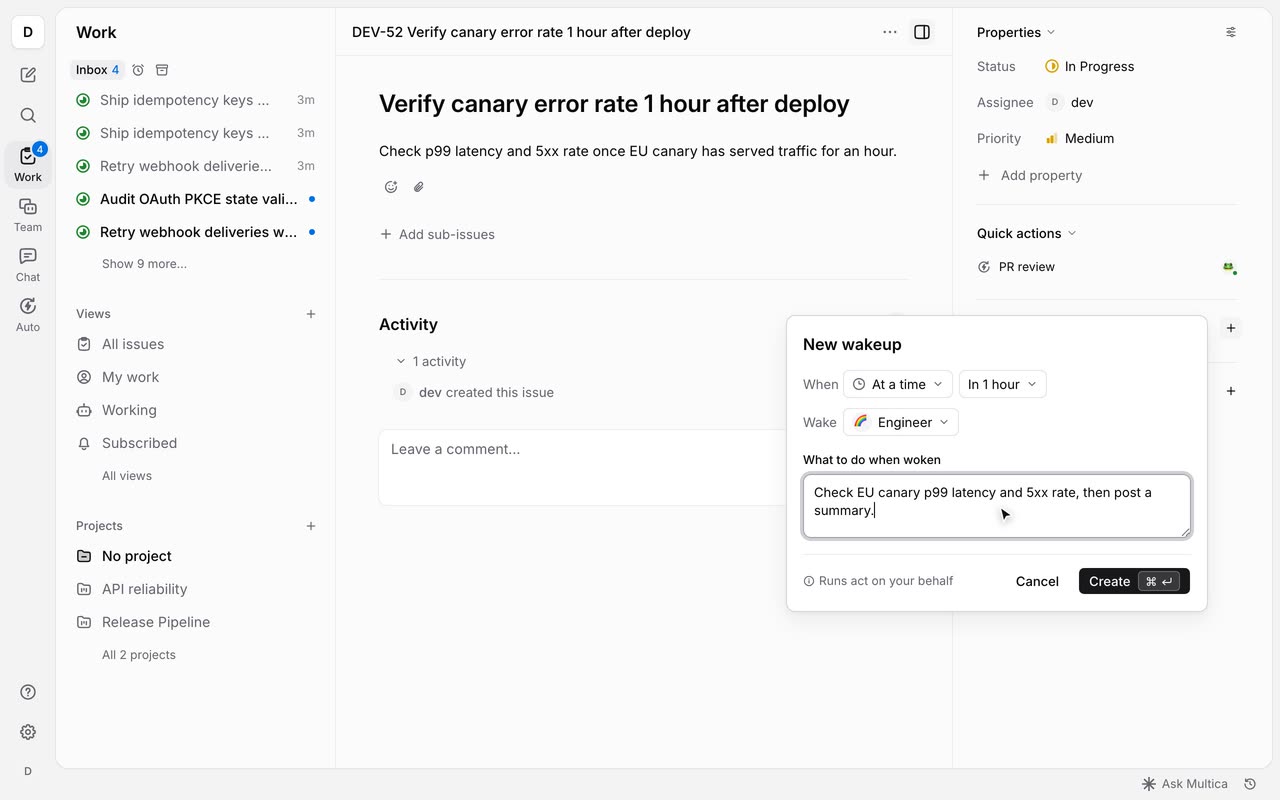 D
4
Work
Team
Chat
Auto
D
Work
Inbox 4
Ship idempotency keys ... 3m
Ship idempotency keys ... 3m
Retry webhook deliverie... 3m
Audit OAuth PKCE state vali...
Retry webhook deliveries w...
Show 9 more...
Views
All issues
My work
Working
Subscribed
All views
Projects
No project
API reliability
Release Pipeline
All 2 projects
DEV-52 Verify canary error rate 1 hour after deploy
Verify canary error rate 1 hour after deploy
Check p99 latency and 5xx rate once EU canary has served traffic for an hour.
Add sub-issues
Activity
1 activity
D dev created this issue
Leave a comment...
Properties
Status In Progress
Assignee D dev
Priority Medium
Add property
Quick actions
PR review
New wakeup
When At a time In 1 hour
Wake Engineer
What to do when woken
Check EU canary p99 latency and 5xx rate, then post a
summary.
Runs act on your behalf Cancel Create ⌘ ↵
Ask Multica